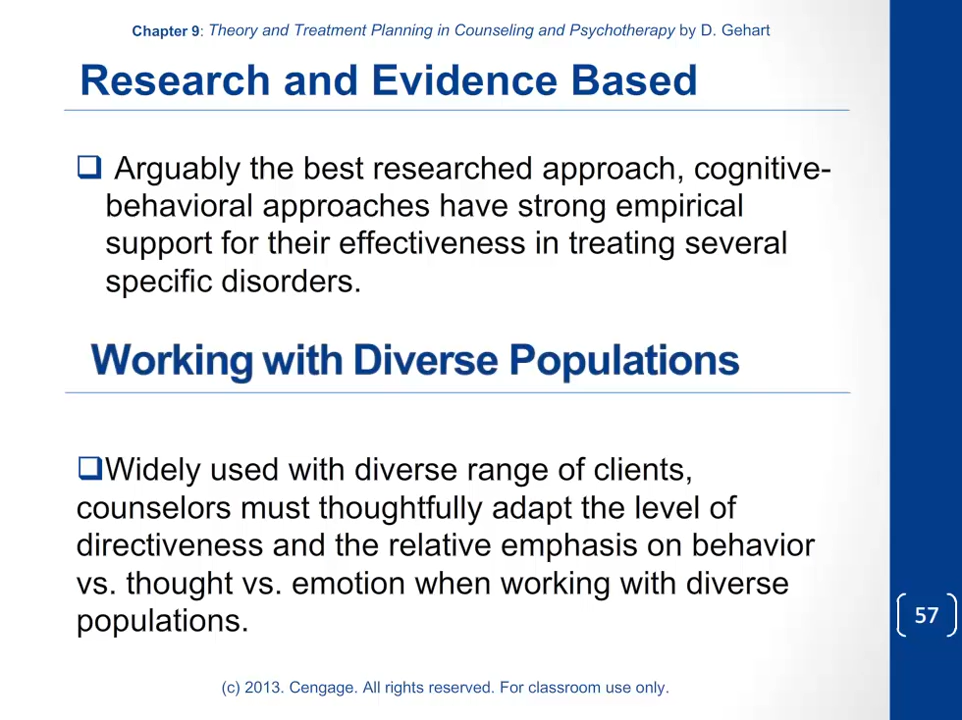 Chapter 9: Theory and Treatment Planning in Counseling and Psychotherapy by D. Gehart
Research and Evidence Based
❑ Arguably the best researched approach, cognitive-
behavioral approaches have strong empirical
support for their effectiveness in treating several
specific disorders.
Working with Diverse Populations
❑Widely used with diverse range of clients,
counselors must thoughtfully adapt the level of
directiveness and the relative emphasis on behavior
vs. thought vs. emotion when working with diverse
populations.
57
(c) 2013. Cengage. All rights reserved. For classroom use only.